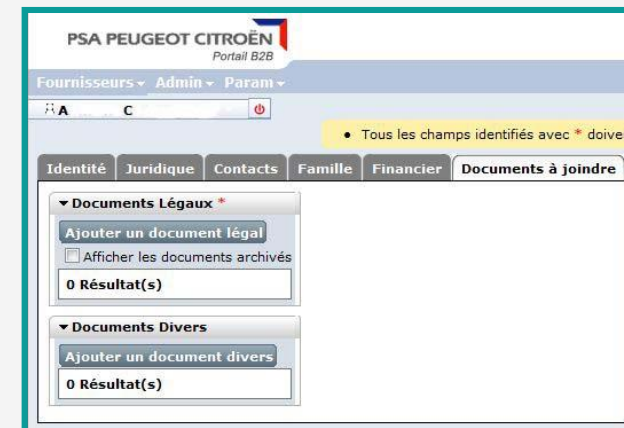 PSA PEUGEOT CITROËN
Portail B2B
Fournisseurs Admin Param
A C
• Tous les champs identifiés avec * doive
Identité Juridique Contacts Famille Financier Documents à joindre
Documents Légaux *
Ajouter un document légal
Afficher les documents archivés
0 Résultat(s)
Documents Divers
Ajouter un document divers
0 Résultat(s)